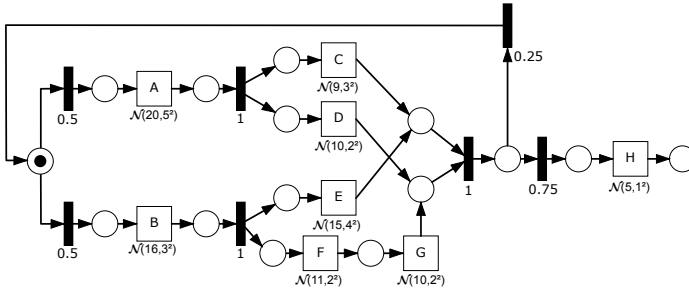 C
0.25
𝒩(9,3²)
A
0.5
𝒩(20,5²)
1
D
𝒩(10,2²)
H
1
0.75
𝒩(5,1²)
E
𝒩(15,4²)
B
0.5
𝒩(16,3²)
1
F
G
𝒩(11,2²)
𝒩(10,2²)